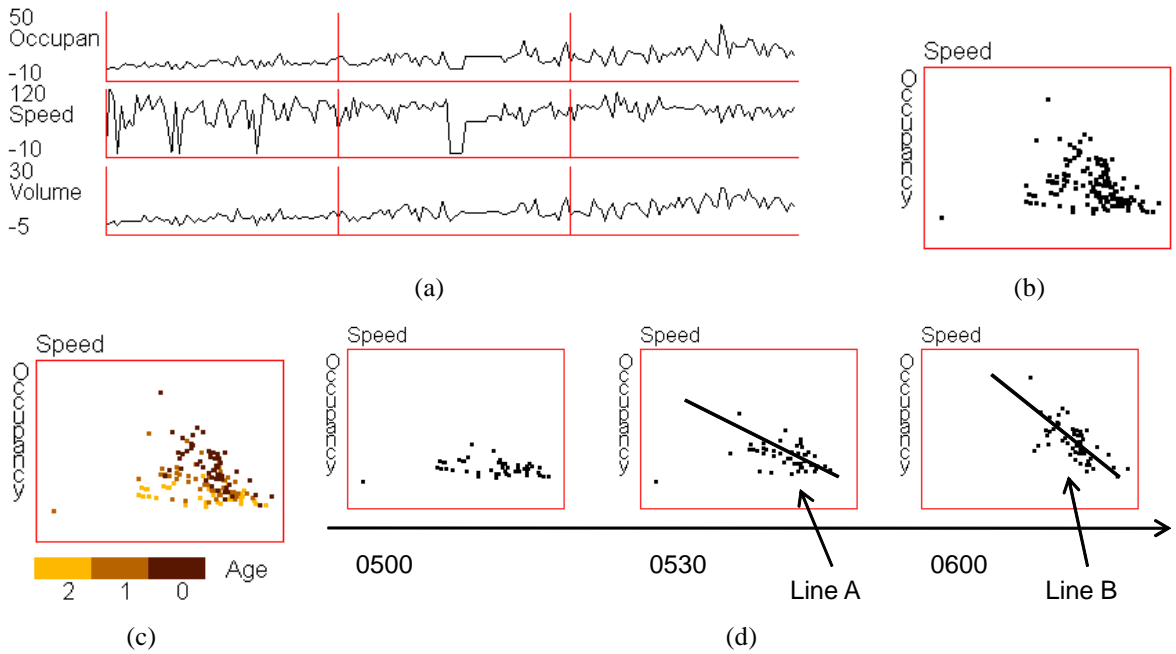 50
Occupan
-10
120
Speed
-10
30
Volume
-5
(a)
Speed
Occupancy
(b)
Speed
Occupancy
2 1 0 Age
(c)
Speed
Occupancy
Speed
Occupancy
Speed
Occupancy
0500 0530 0600
Line A Line B
(d)